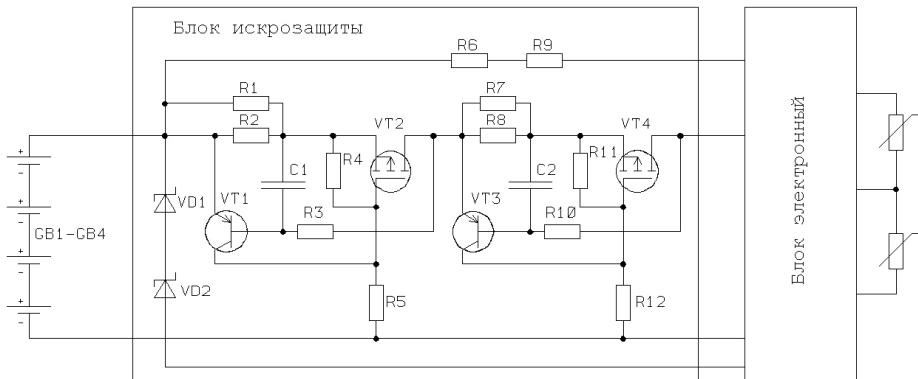 Блок искрозащиты
R6
R9
R1
R7
R2
VT2
R8
VT4
+
-
R4
R11
C1
C2
+
-
VD1
VT1
R3
VT3
R10
GB1-GB4
+
-
VD2
R5
R12
+
-
Блок электронный